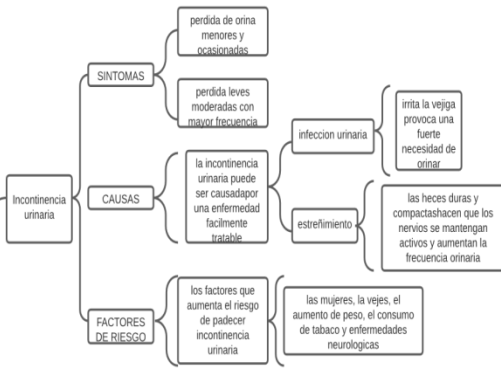 Incontinencia
urinaria
SINTOMAS
perdida de orina
menores y
ocasionadas
perdida leves
moderadas con
mayor frecuencia
CAUSAS
la incontinencia
urinaria puede
ser causadapor
una enfermedad
facilmente
tratable
infeccion urinaria
irrita la vejiga
provoca una
fuerte
necesidad de
orinar
estreñimiento
las heces duras y
compactashacen que los
nervios se mantengan
activos y aumentan la
frecuencia orinaria
FACTORES
DE RIESGO
los factores que
aumenta el riesgo
de padecer
incontinencia
urinaria
las mujeres, la vejes, el
aumento de peso, el consumo
de tabaco y enfermedades
neurologicas